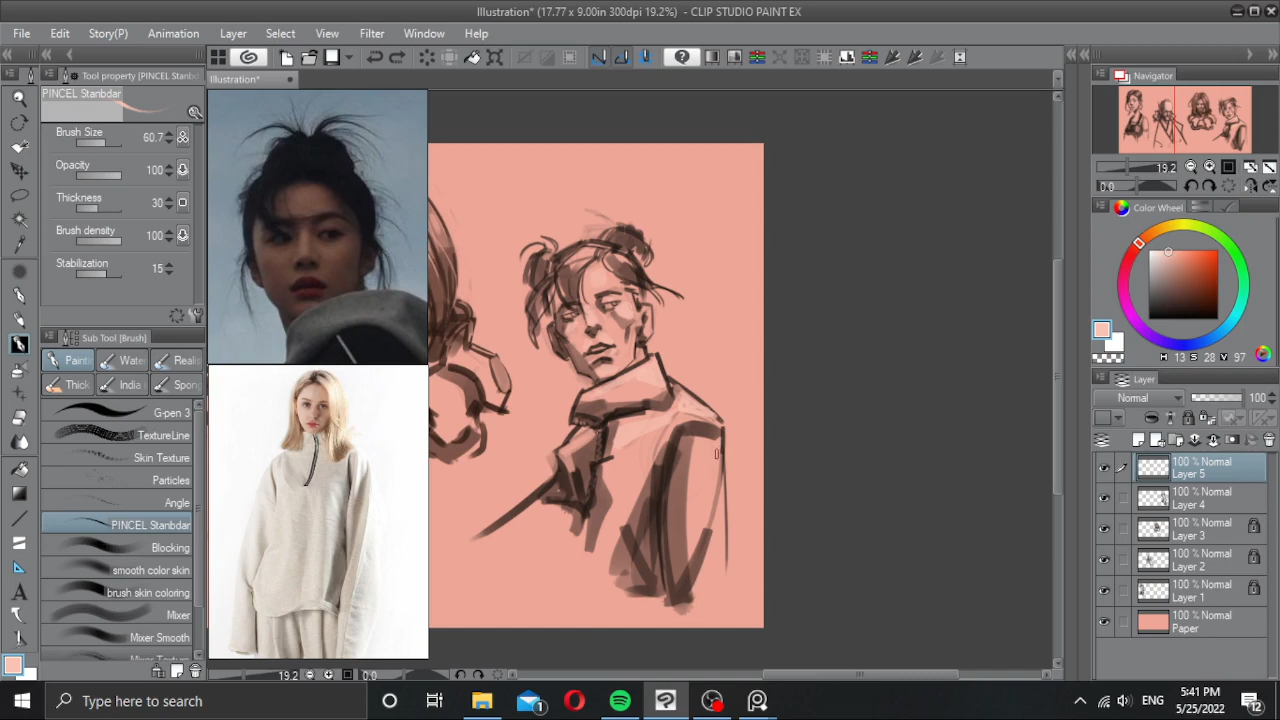 Illustration* (17.77 x 9.00in 300dpi 19.2%) - CLIP STUDIO PAINT EX
File Edit Story(P) Animation Layer Select View Filter Window Help
Tool property [PINCEL Stanbd
Illustration*
Navigator
PINCEL Stanbdar
Brush Size 60.7
Opacity 100
Thickness 30
Brush density 100
Stabilization 15
19.2
0.0
Color Wheel
H 13 S 28 V 97
Sub Tool [Brush]
Painti Water Realis
Thick India Spong
G-pen 3
TextureLine
Skin Texture
Particles
Angle
PINCEL Stanbdar
Blocking
smooth color skin
brush skin coloring
Mixer
Mixer Smooth
Mixer Texture
Layer
Normal 100
100 % Normal
Layer 5
100 % Normal
Layer 4
100 % Normal
Layer 3
100 % Normal
Layer 2
100 % Normal
Layer 1
100 % Normal
Paper
19.2 0.0
Type here to search
1
ENG
5:41 PM
5/25/2022
12